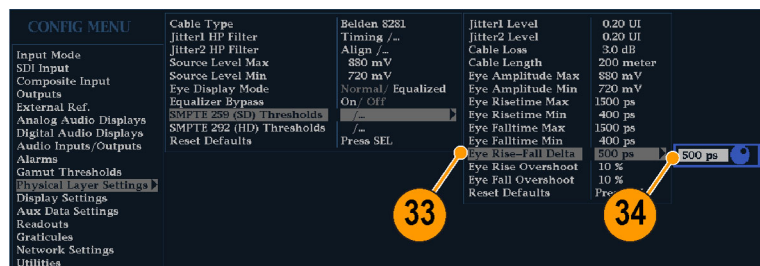 CONFIG MENU
Input Mode
SDI Input
Composite Input
Outputs
External Ref.
Analog Audio Displays
Digital Audio Displays
Audio Inputs/Outputs
Alarms
Gamut Thresholds
Physical Layer Settings
Display Settings
Aux Data Settings
Readouts
Graticules
Network Settings
Utilities
Cable Type Belden 8281
Jitter1 HP Filter Timing /...
Jitter2 HP Filter Align /...
Source Level Max 880 mV
Source Level Min 720 mV
Eye Display Mode Normal/ Equalized
Equalizer Bypass On/ Off
SMPTE 259 (SD) Thresholds /...
SMPTE 292 (HD) Thresholds /...
Reset Defaults Press SEL
Jitter1 Level 0.20 UI
Jitter2 Level 0.20 UI
Cable Loss 3.0 dB
Cable Length 200 meter
Eye Amplitude Max 880 mV
Eye Amplitude Min 720 mV
Eye Risetime Max 1500 ps
Eye Risetime Min 400 ps
Eye Falltime Max 1500 ps
Eye Falltime Min 400 ps
Eye Rise-Fall Delta 500 ps
Eye Rise Overshoot 10 %
Eye Fall Overshoot 10 %
Reset Defaults
500 ps
33
34